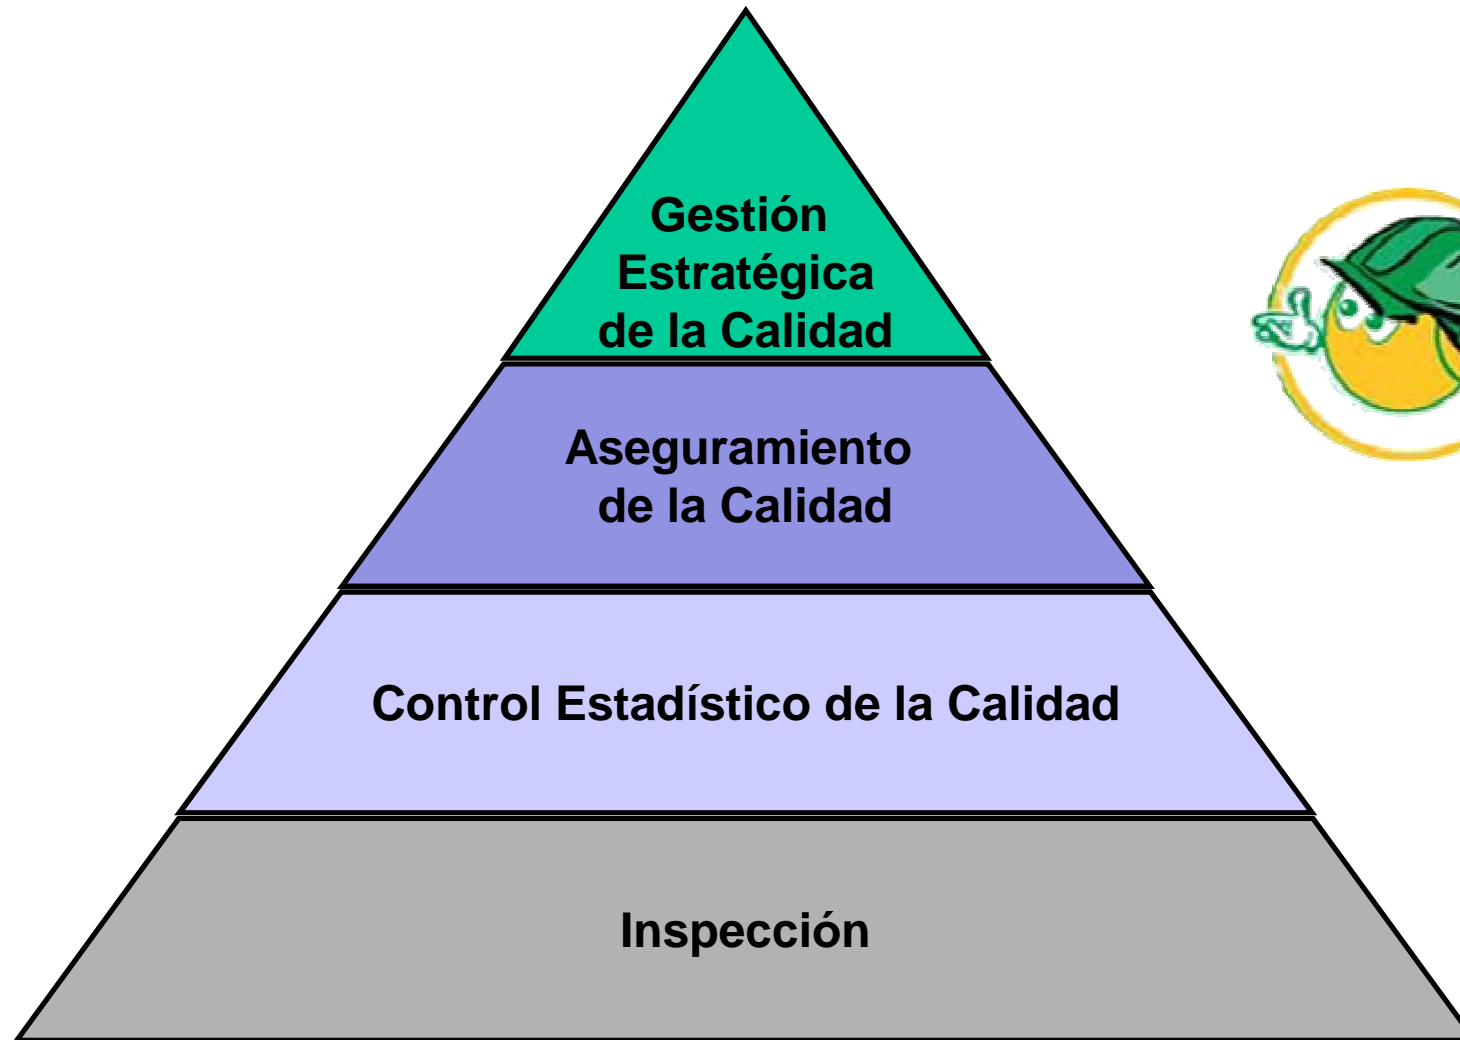 Gestión
Estratégica
de la Calidad
Aseguramiento
de la Calidad
Control Estadístico de la Calidad
Inspección